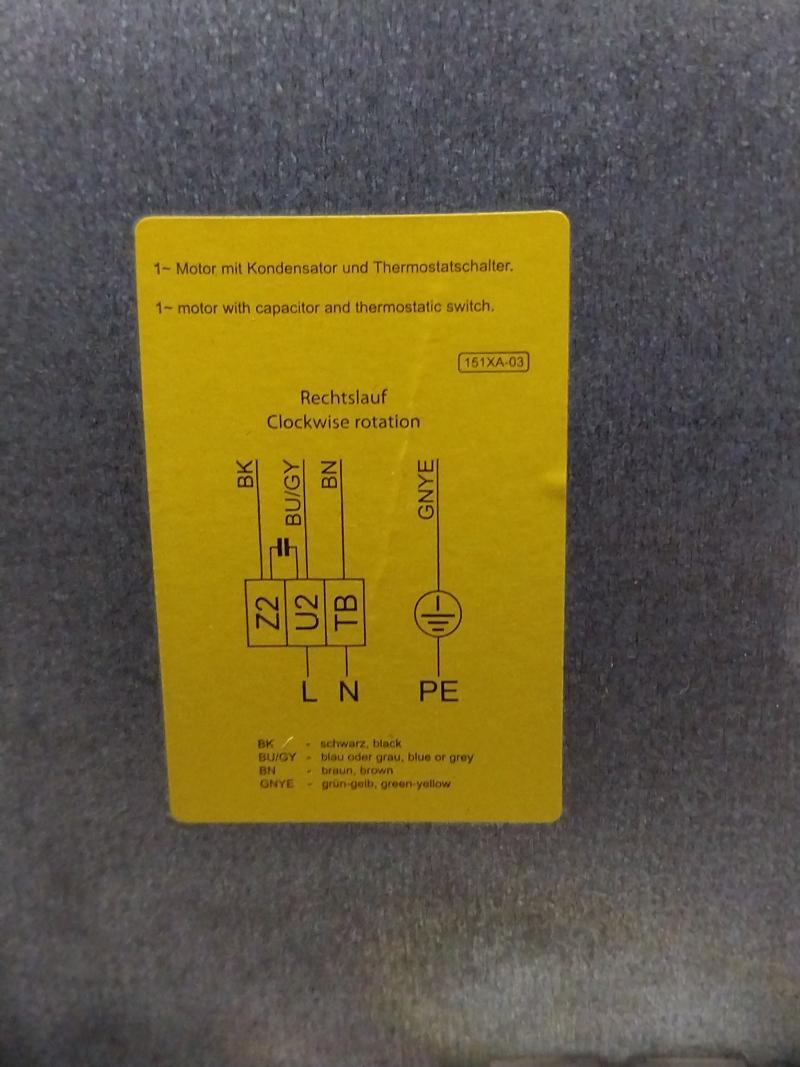 1~ Motor mit Kondensator und Thermostatschalter.
1~ motor with capacitor and thermostatic switch.
151XA-03
Rechtslauf
Clockwise rotation
BK BU/GY BN GNYE
Z2 U2 TB
L N PE
BK - schwarz, black
BU/GY - blau oder grau, blue or grey
BN - braun, brown
GNYE - grün-gelb, green-yellow